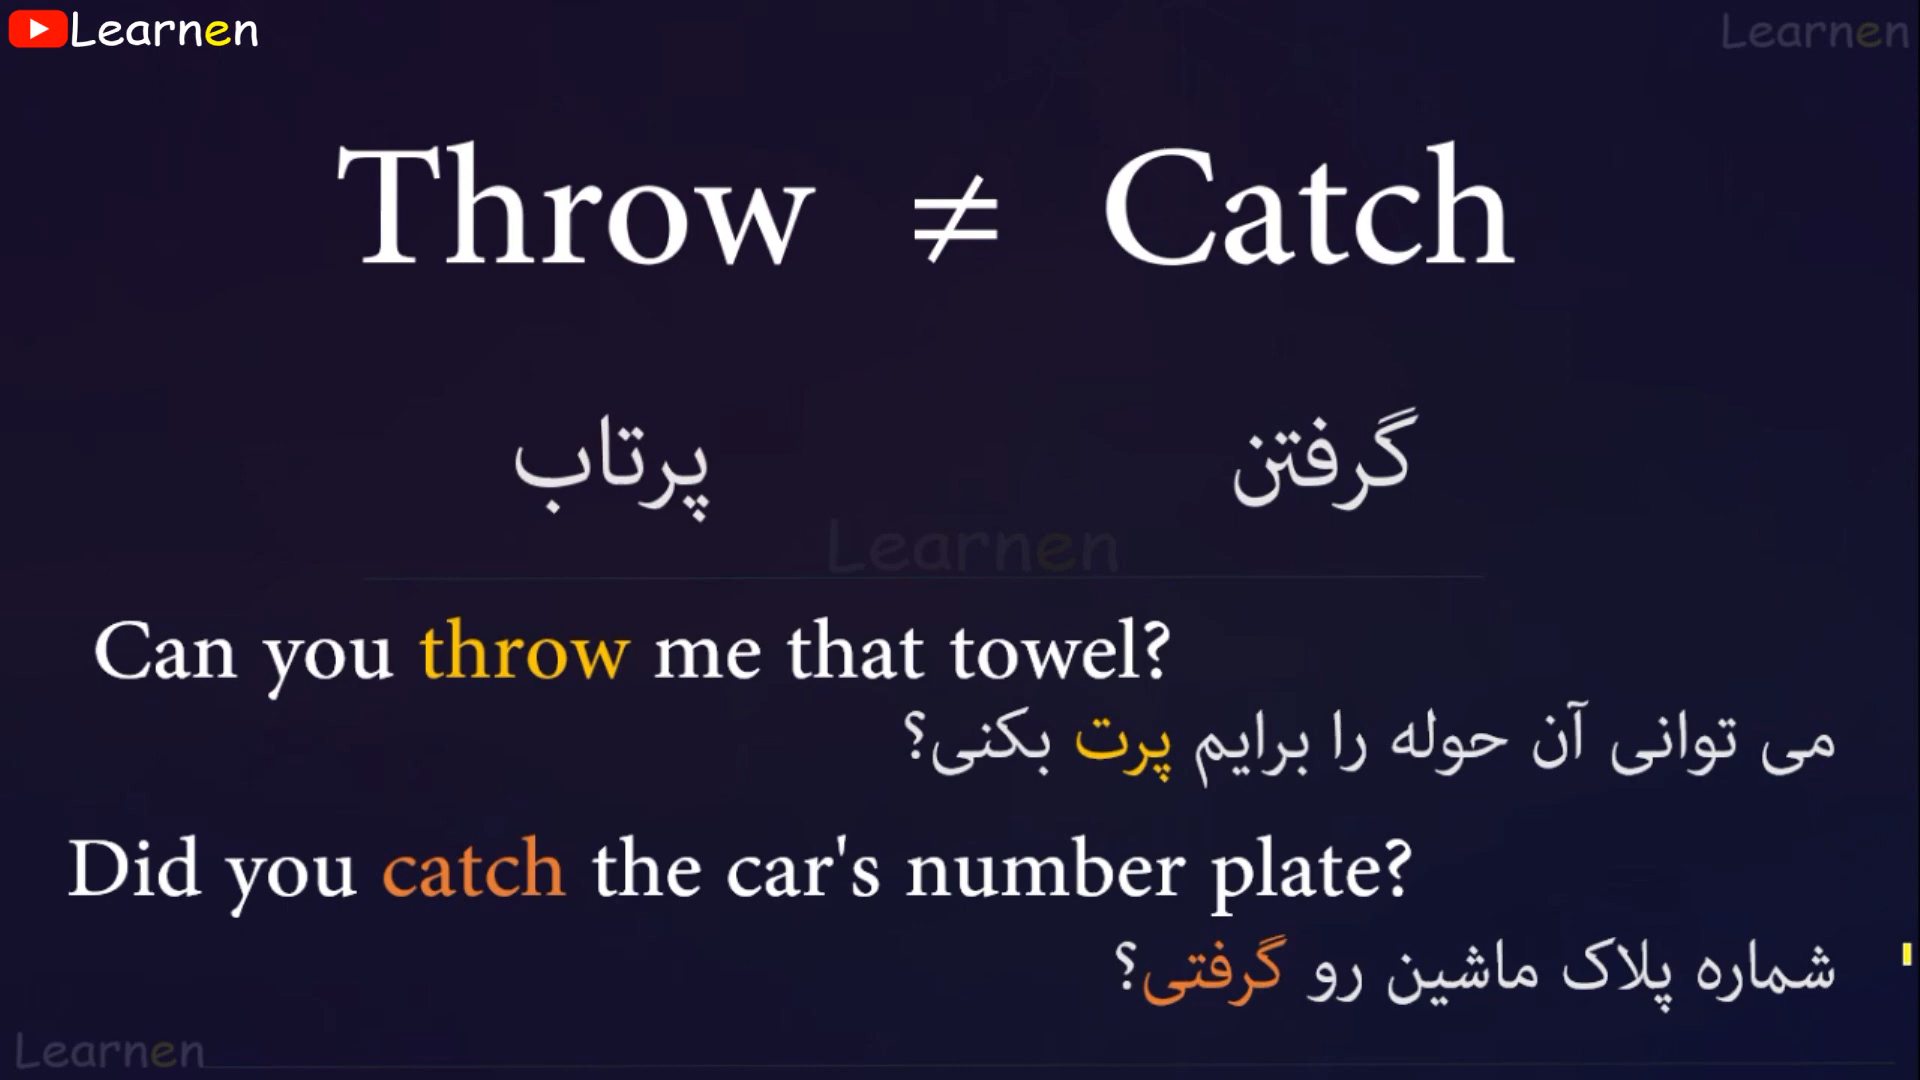 Learnen
Learnen
Throw ≠ Catch
پرتاب
گرفتن
Learnen
Can you throw me that towel?
می توانی آن حوله را برایم پرت بکنی؟
Did you catch the car's number plate?
شماره پلاک ماشین رو گرفتی؟
Learnen